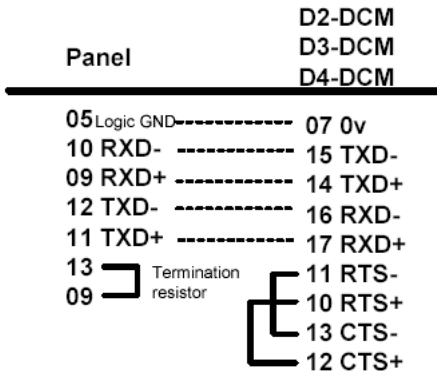 D2-DCM
D3-DCM
Panel
D4-DCM
05 Logic GND 07 0v
10 RXD- 15 TXD-
09 RXD+ 14 TXD+
12 TXD- 16 RXD-
11 TXD+ 17 RXD+
13 Termination 11 RTS-
09 resistor 10 RTS+
13 CTS-
12 CTS+